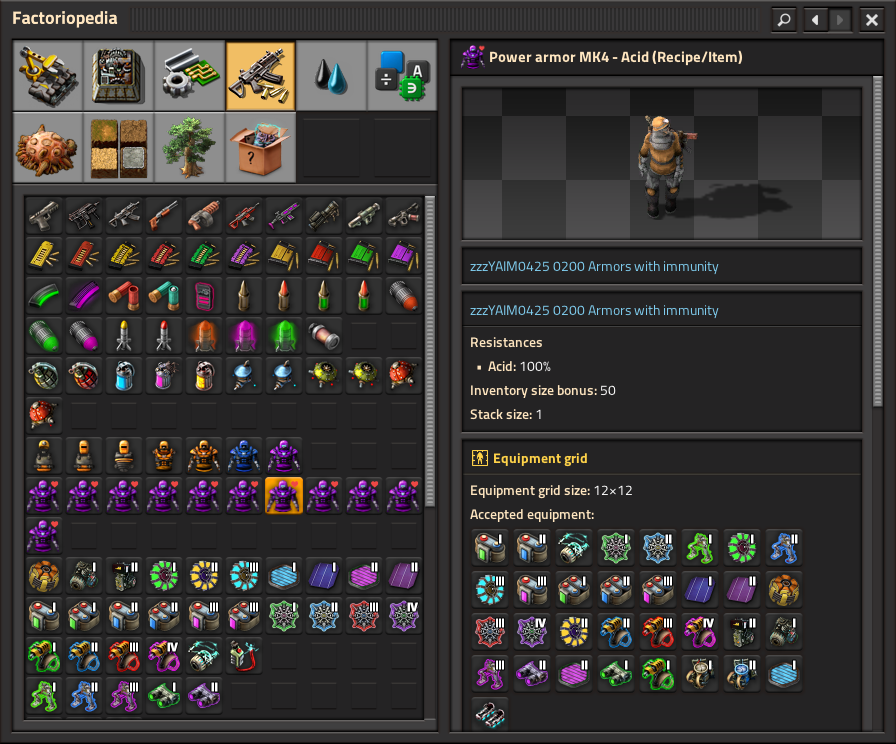 Factoriopedia
Power armor MK4 - Acid (Recipe/Item)
zzzYAIM0425 0200 Armors with immunity
zzzYAIM0425 0200 Armors with immunity
Resistances
• Acid: 100%
Inventory size bonus: 50
Stack size: 1
Equipment grid
Equipment grid size: 12×12
Accepted equipment: